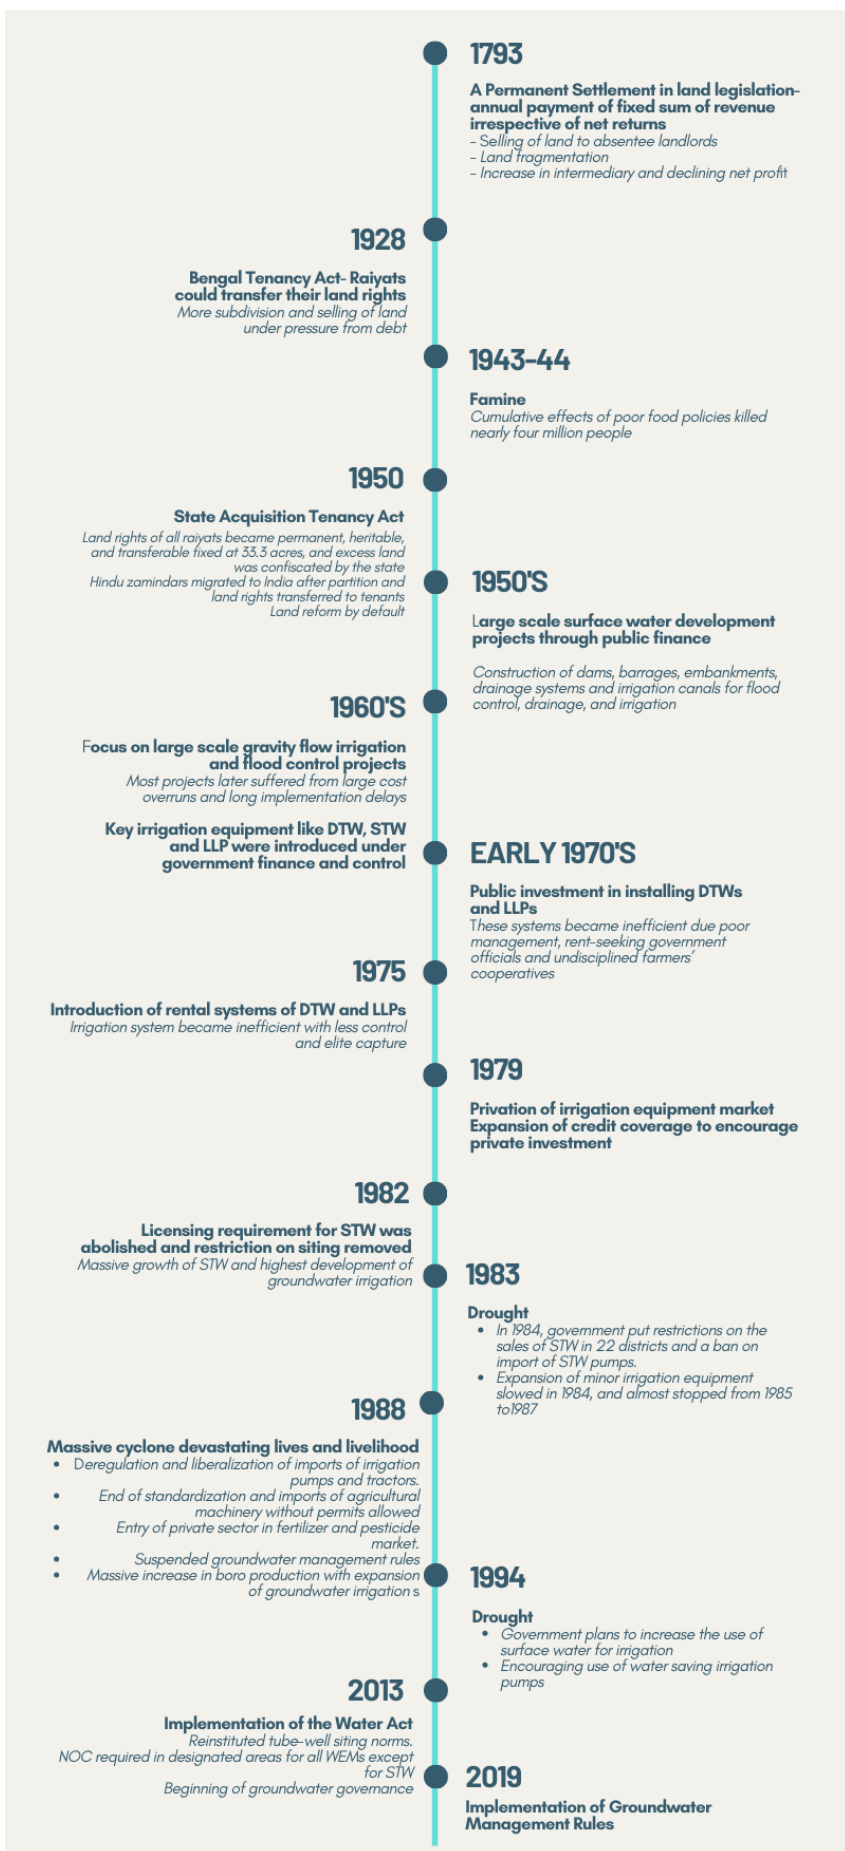 1793
A Permanent Settlement in land legislation-
annual payment of fixed sum of revenue
irrespective of net returns
- Selling of land to absentee landlords
- Land fragmentation
- Increase in intermediary and declining net profit
1928
Bengal Tenancy Act- Raiyats
could transfer their land rights
More subdivision and selling of land
under pressure from debt
1943-44
Famine
Cumulative effects of poor food policies killed
nearly four million people
1950
State Acquisition Tenancy Act
Land rights of all raiyats became permanent, heritable,
and transferable fixed at 33.3 acres, and excess land
was confiscated by the state
Hindu zamindars migrated to India after partition and
land rights transferred to tenants
Land reform by default
1950'S
Large scale surface water development
projects through public finance
Construction of dams, barrages, embankments,
drainage systems and irrigation canals for flood
control, drainage, and irrigation
1960'S
Focus on large scale gravity flow irrigation
and flood control projects
Most projects later suffered from large cost
overruns and long implementation delays
Key irrigation equipment like DTW, STW
and LLP were introduced under
government finance and control
EARLY 1970'S
Public investment in installing DTWs
and LLPs
These systems became inefficient due poor
management, rent-seeking government
officials and undisciplined farmers'
cooperatives
1975
Introduction of rental systems of DTW and LLPs
Irrigation system became inefficient with less control
and elite capture
1979
Privation of irrigation equipment market
Expansion of credit coverage to encourage
private investment
1982
Licensing requirement for STW was
abolished and restriction on siting removed
Massive growth of STW and highest development of
groundwater irrigation
1983
Drought
• In 1984, government put restrictions on the
sales of STW in 22 districts and a ban on
import of STW pumps.
• Expansion of minor irrigation equipment
slowed in 1984, and almost stopped from 1985
to1987
1988
Massive cyclone devastating lives and livelihood
• Deregulation and liberalization of imports of irrigation
pumps and tractors.
• End of standardization and imports of agricultural
machinery without permits allowed
• Entry of private sector in fertilizer and pesticide
market.
• Suspended groundwater management rules
• Massive increase in boro production with expansion
of groundwater irrigation s
1994
Drought
• Government plans to increase the use of
surface water for irrigation
• Encouraging use of water saving irrigation
pumps
2013
Implementation of the Water Act
Reinstituted tube-well siting norms.
NOC required in designated areas for all WEMs except
for STW
Beginning of groundwater governance
2019
Implementation of Groundwater
Management Rules